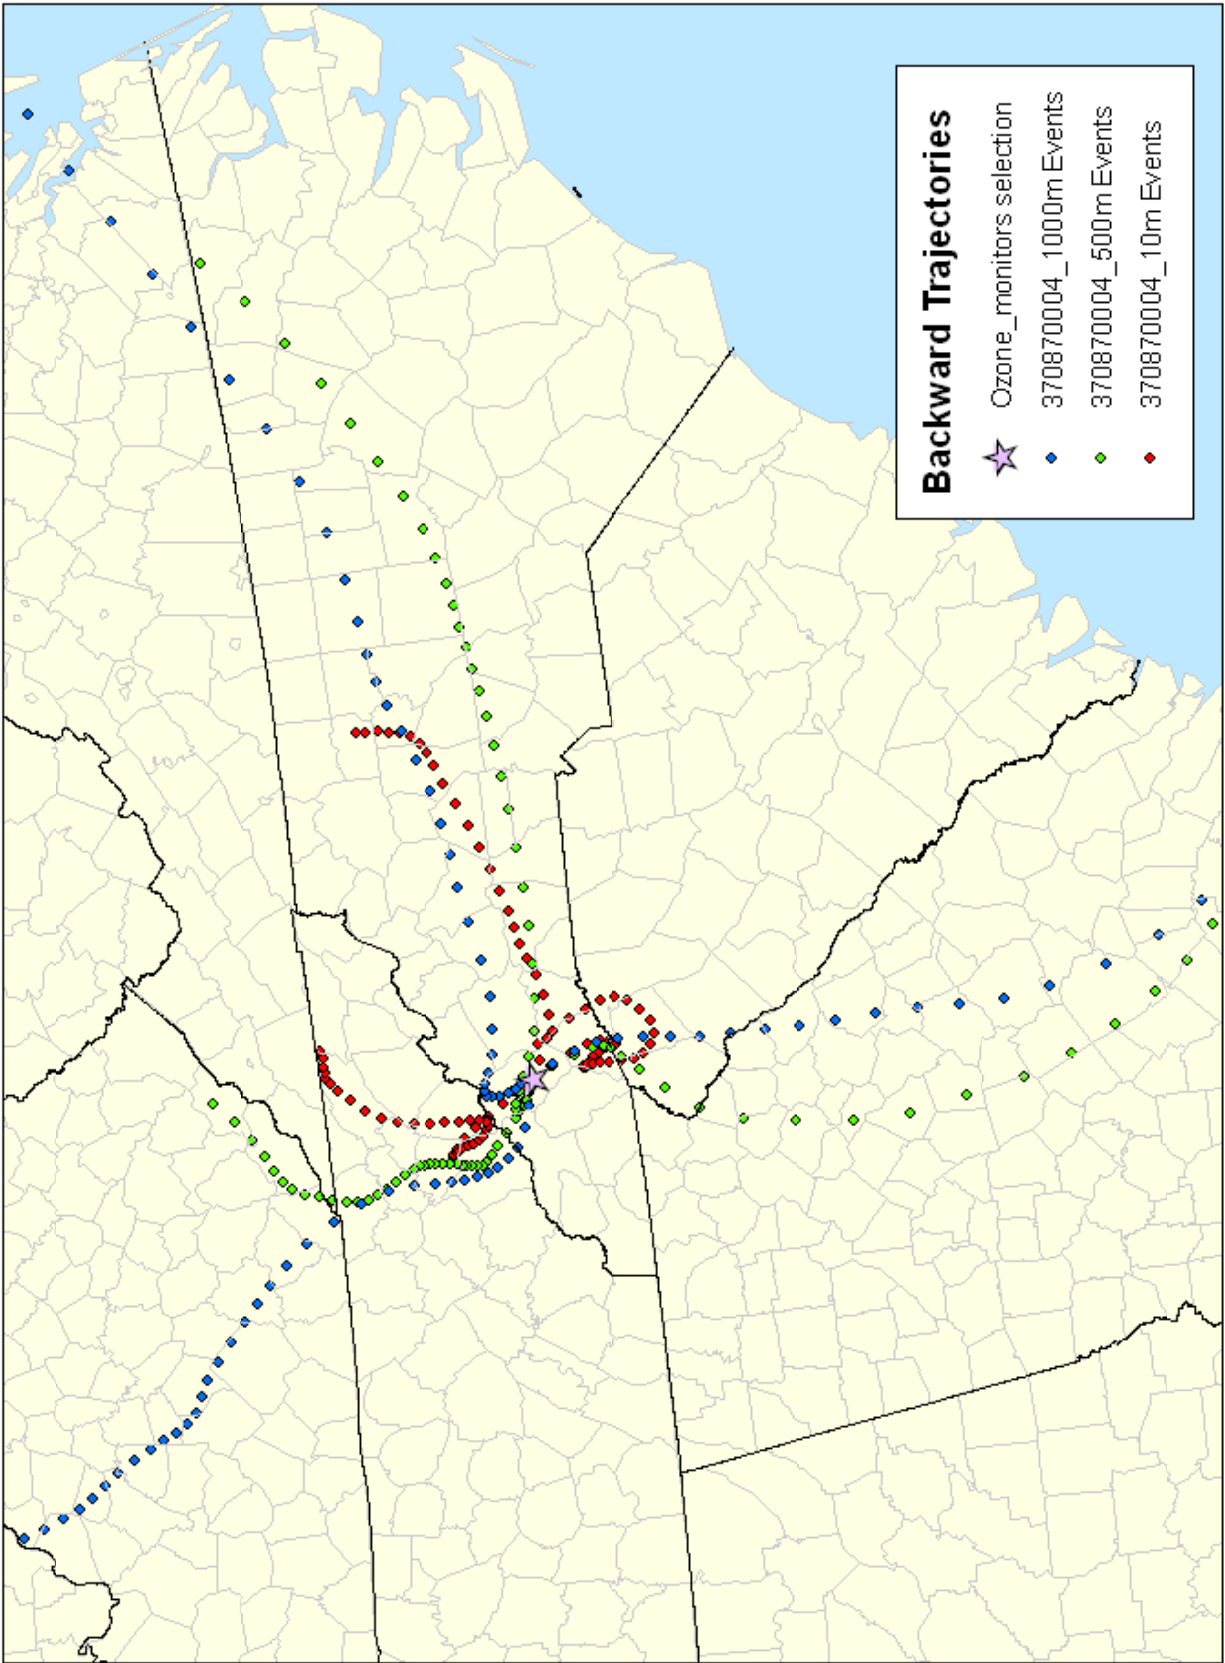 Backward Trajectories
Ozone_monitors selection
370870004_1000m Events
370870004_500m Events
370870004_10m Events